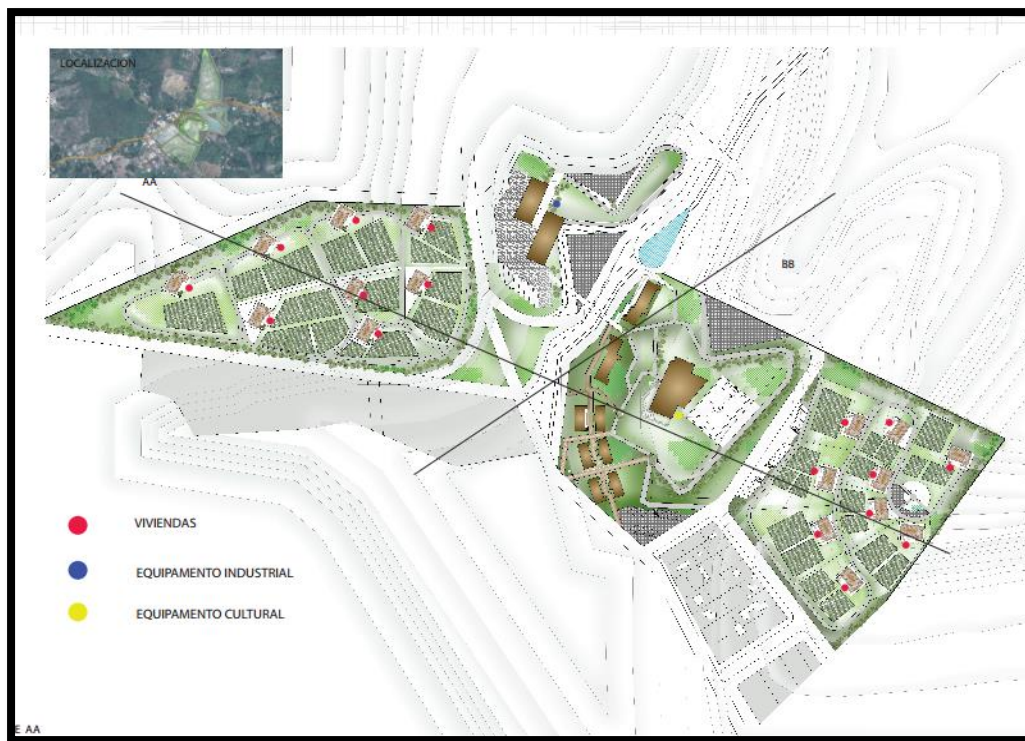 LOCALIZACION
AA
BB
VIVIENDAS
EQUIPAMENTO INDUSTRIAL
EQUIPAMENTO CULTURAL
E AA